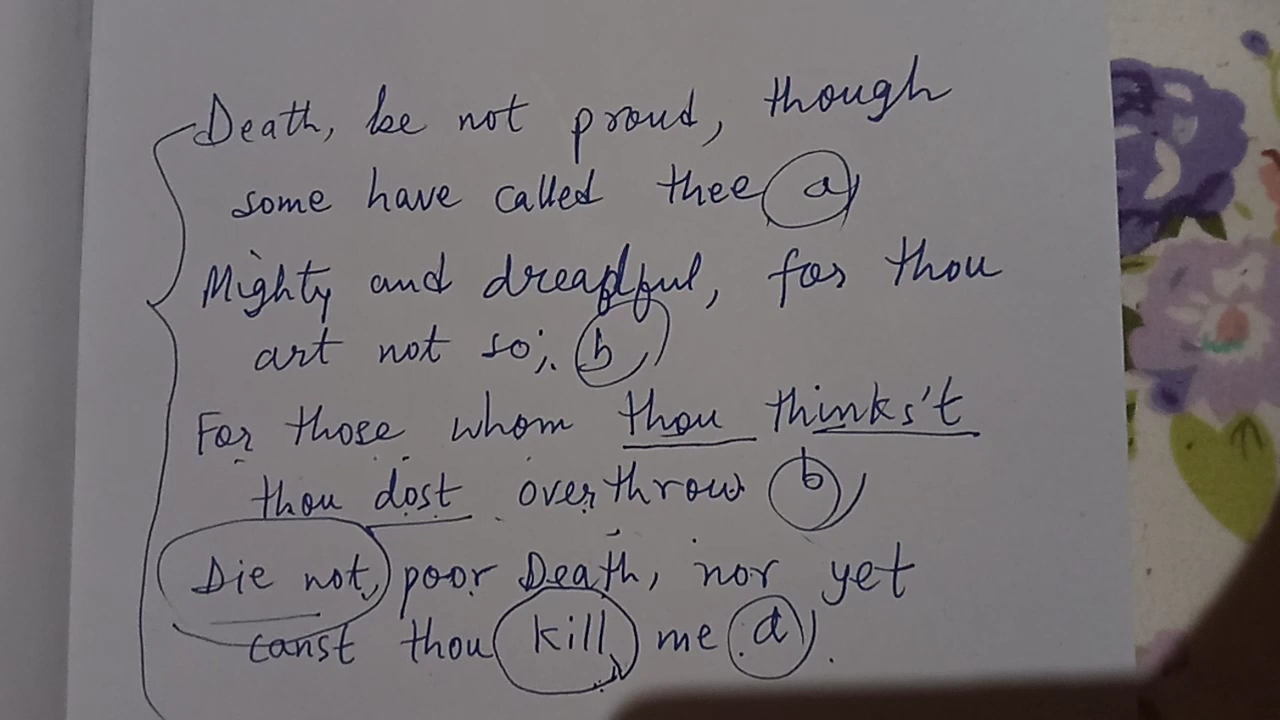 Death, be not proud, though
some have called thee (a)
Mighty and dreadful, for thou
art not so; (b)
For those whom thou thinks't
thou dost overthrow (b)
Die not, poor Death, nor yet
canst thou kill me (a).